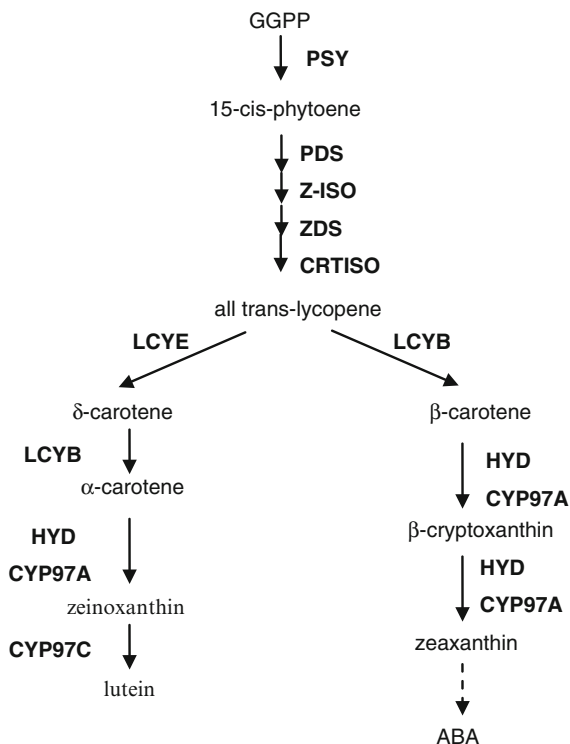 GGPP
PSY
15-cis-phytoene
PDS
Z-ISO
ZDS
CRTISO
all trans-lycopene
LCYE
LCYB
δ-carotene
β-carotene
LCYB
HYD
α-carotene
CYP97A
HYD
β-cryptoxanthin
CYP97A
HYD
zeinoxanthin
CYP97A
CYP97C
zeaxanthin
lutein
ABA